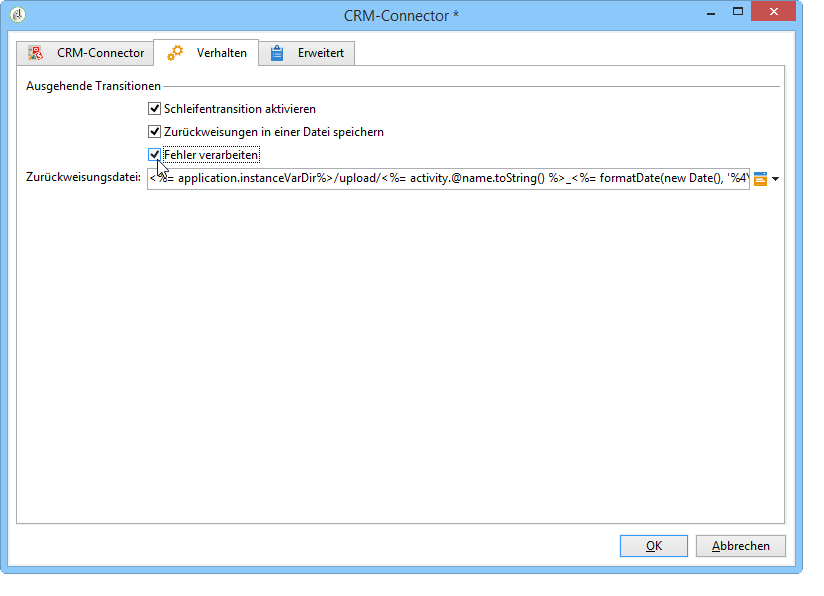 CRM-Connector *
CRM-Connector Verhalten Erweitert
Ausgehende Transitionen
Schleifentransition aktivieren
Zurückweisungen in einer Datei speichern
Fehler verarbeiten
Zurückweisungsdatei: <%= application.instanceVarDir%>/upload/<%= activity.@name.toString() %>_<%= formatDate(new Date(), '%4Y
OK Abbrechen